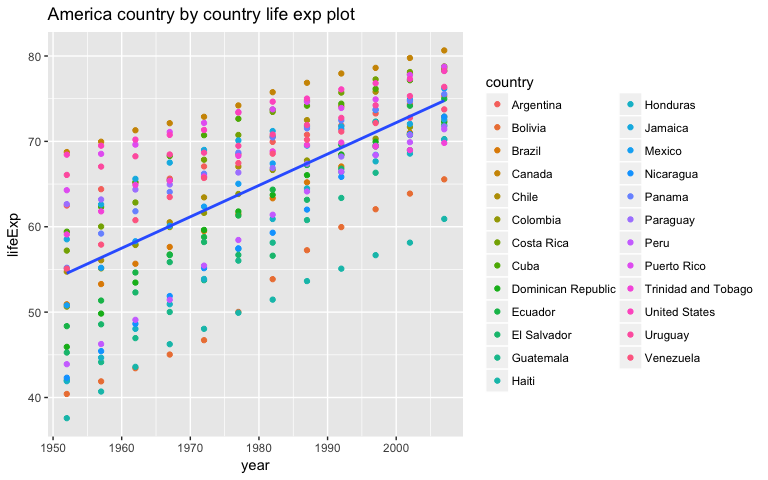 America country by country life exp plot
lifeExp
80
70
60
50
40
1950 1960 1970 1980 1990 2000
year
country
Argentina
Bolivia
Brazil
Canada
Chile
Colombia
Costa Rica
Cuba
Dominican Republic
Ecuador
El Salvador
Guatemala
Haiti
Honduras
Jamaica
Mexico
Nicaragua
Panama
Paraguay
Peru
Puerto Rico
Trinidad and Tobago
United States
Uruguay
Venezuela